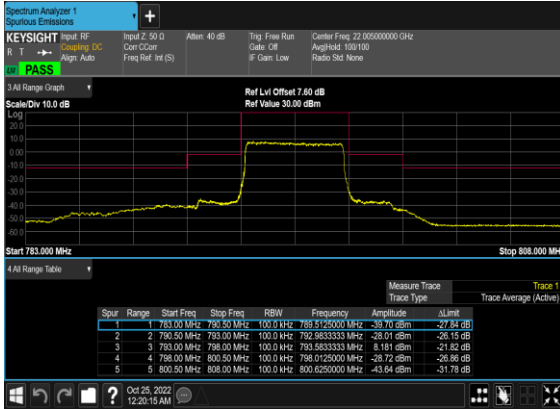 Spectrum Analyzer 1
Spurious Emissions
+
KEYSIGHT
R T
Input: RF
Coupling: DC
Align: Auto
Input Z: 50 Ω
Corr CCorr
Freq Ref: Int (S)
Atten: 40 dB
Trig: Free Run
Gate: Off
IF Gain: Low
Center Freq: 22.005000000 GHz
Avg|Hold: 100/100
Radio Std: None
PASS
3 All Range Graph
Ref Lvl Offset 7.60 dB
Scale/Div 10.0 dB
Ref Value 30.00 dBm
Log
20.0
10.0
0.00
-10.0
-20.0
-30.0
-40.0
-50.0
-60.0
Start 783.000 MHz
Stop 808.000 MH
4 All Range Table
Measure Trace Trace 1
Trace Type Trace Average (Active)
Spur Range Start Freq Stop Freq RBW Frequency Amplitude ΔLimit
1 1 783.00 MHz 790.50 MHz 100.0 kHz 789.5125000 MHz -39.70 dBm -27.84 dB
2 2 790.50 MHz 793.00 MHz 100.0 kHz 792.9833333 MHz -28.01 dBm -26.15 dB
3 3 793.00 MHz 798.00 MHz 100.0 kHz 793.5833333 MHz 8.181 dBm -21.82 dB
4 4 798.00 MHz 800.50 MHz 100.0 kHz 798.0125000 MHz -28.72 dBm -26.86 dB
5 5 800.50 MHz 808.00 MHz 100.0 kHz 800.6250000 MHz -43.64 dBm -31.78 dB
?
Oct 25, 2022
12:20:15 AM